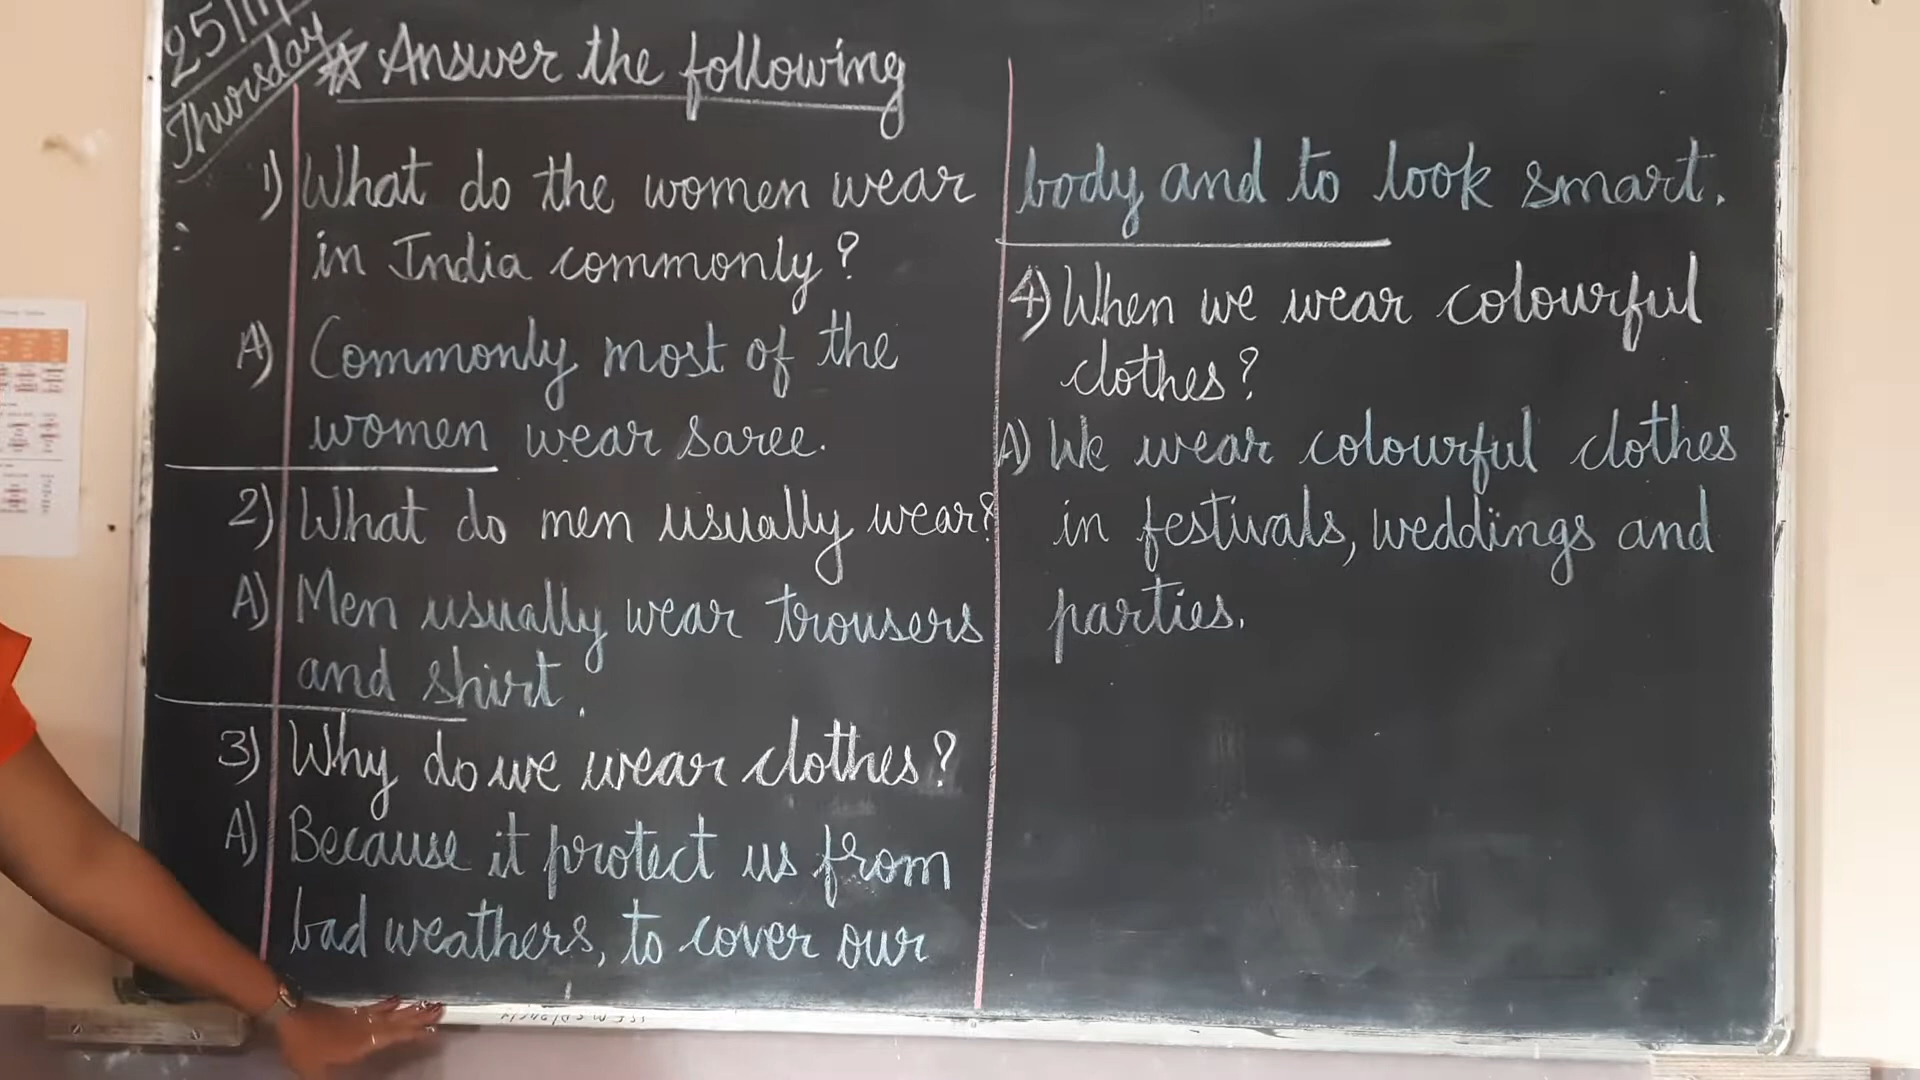 Thursday
Answer the following
1) What do the women wear
in India commonly?
A) Commonly most of the
women wear saree.
2) What do men usually wear?
A) Men usually wear trousers
and shirt.
3) Why do we wear clothes?
A) Because it protect us from
bad weathers, to cover our
body and to look smart.
4) When we wear colourful
clothes?
A) We wear colourful clothes
in festivals, weddings and
parties.